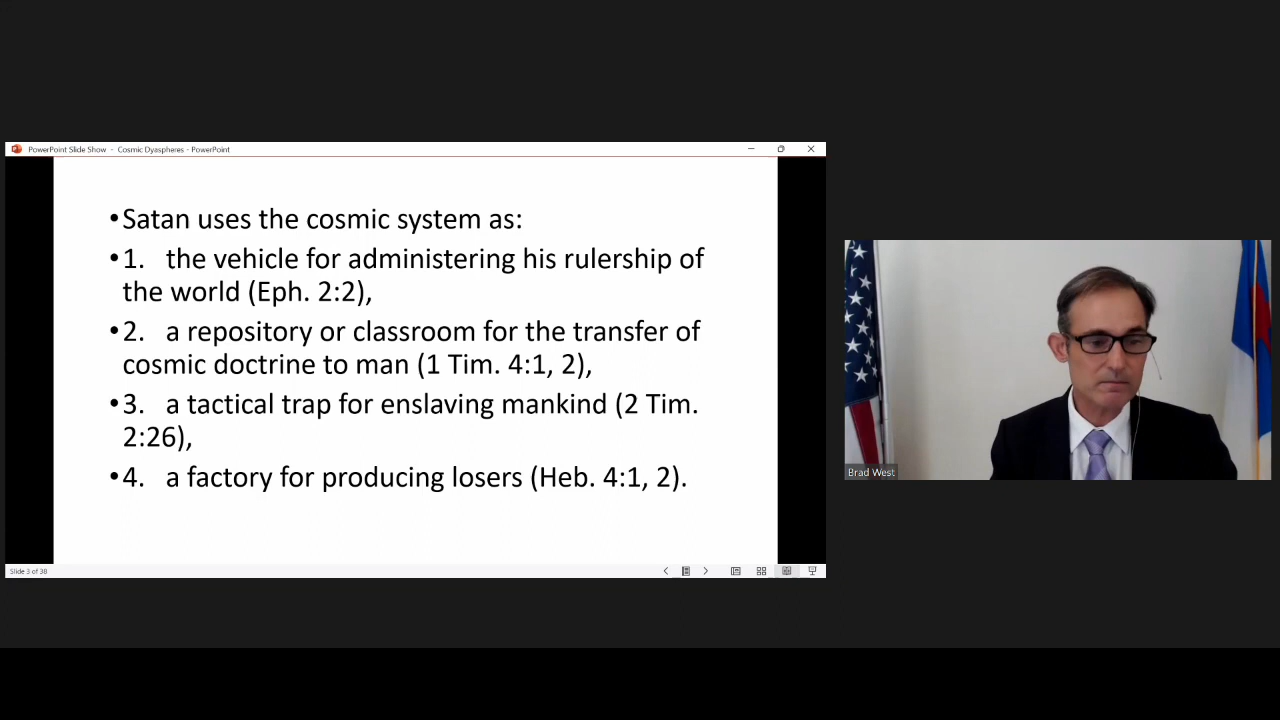 PowerPoint Slide Show - Cosmic Dyaspheres - PowerPoint
•Satan uses the cosmic system as:
•1. the vehicle for administering his rulership of
the world (Eph. 2:2),
•2. a repository or classroom for the transfer of
cosmic doctrine to man (1 Tim. 4:1, 2),
•3. a tactical trap for enslaving mankind (2 Tim.
2:26),
•4. a factory for producing losers (Heb. 4:1, 2).
Slide 3 of 38
Brad West